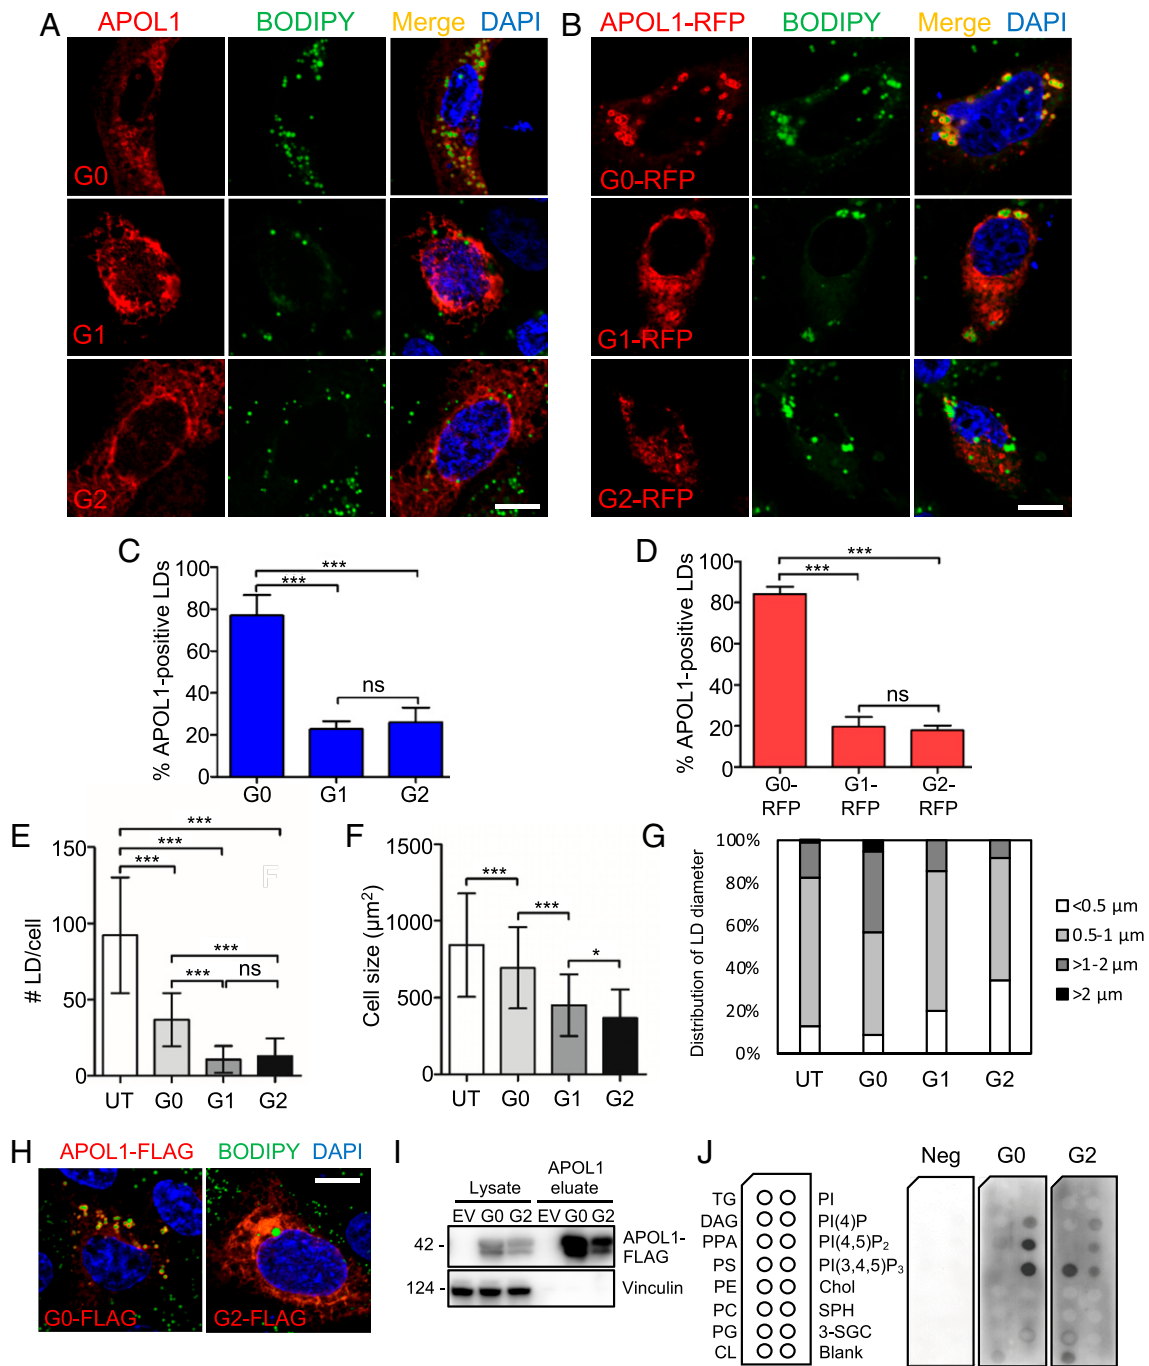 A APOL1 BODIPY Merge DAPI
G0
G1
G2
B APOL1-RFP BODIPY Merge DAPI
G0-RFP
G1-RFP
G2-RFP
C
% APOL1-positive LDs
100
80
60
40
20
0
***
***
ns
G0 G1 G2
D
% APOL1-positive LDs
100
80
60
40
20
0
***
***
ns
G0-RFP G1-RFP G2-RFP
E
# LD/cell
150
100
50
0
***
***
***
***
***
ns
UT G0 G1 G2
F
F
Cell size (µm²)
1500
1000
500
0
***
***
*
UT G0 G1 G2
G
Distribution of LD diameter
100%
80%
60%
40%
20%
0%
UT G0 G1 G2
<0.5 µm
0.5-1 µm
>1-2 µm
>2 µm
H APOL1-FLAG BODIPY DAPI
G0-FLAG
G2-FLAG
I
Lysate
APOL1
eluate
EV G0 G2 EV G0 G2
42 -
APOL1-
FLAG
124 -
Vinculin
J
Neg G0 G2
TG PI
DAG PI(4)P
PPA PI(4,5)P₂
PS PI(3,4,5)P₃
PE Chol
PC SPH
PG 3-SGC
CL Blank